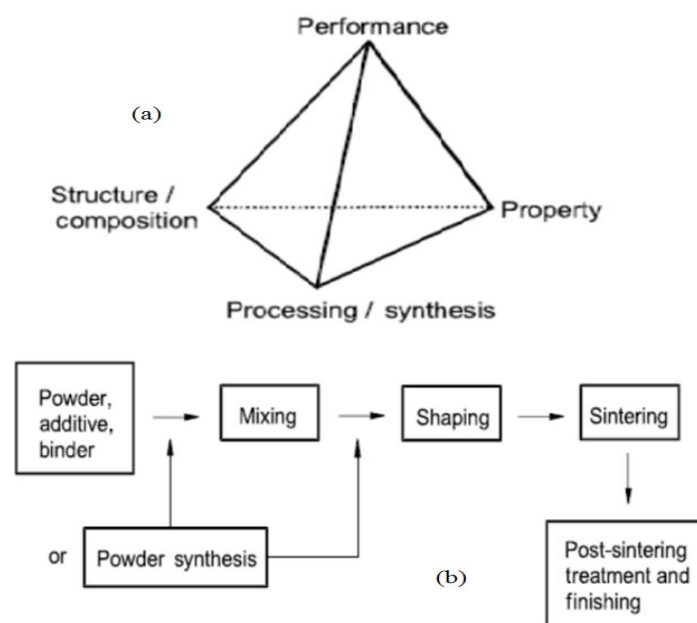 Performance
(a)
Structure /
composition
Property
Processing / synthesis
Powder,
additive,
binder
Mixing
Shaping
Sintering
or
Powder synthesis
(b)
Post-sintering
treatment and
finishing